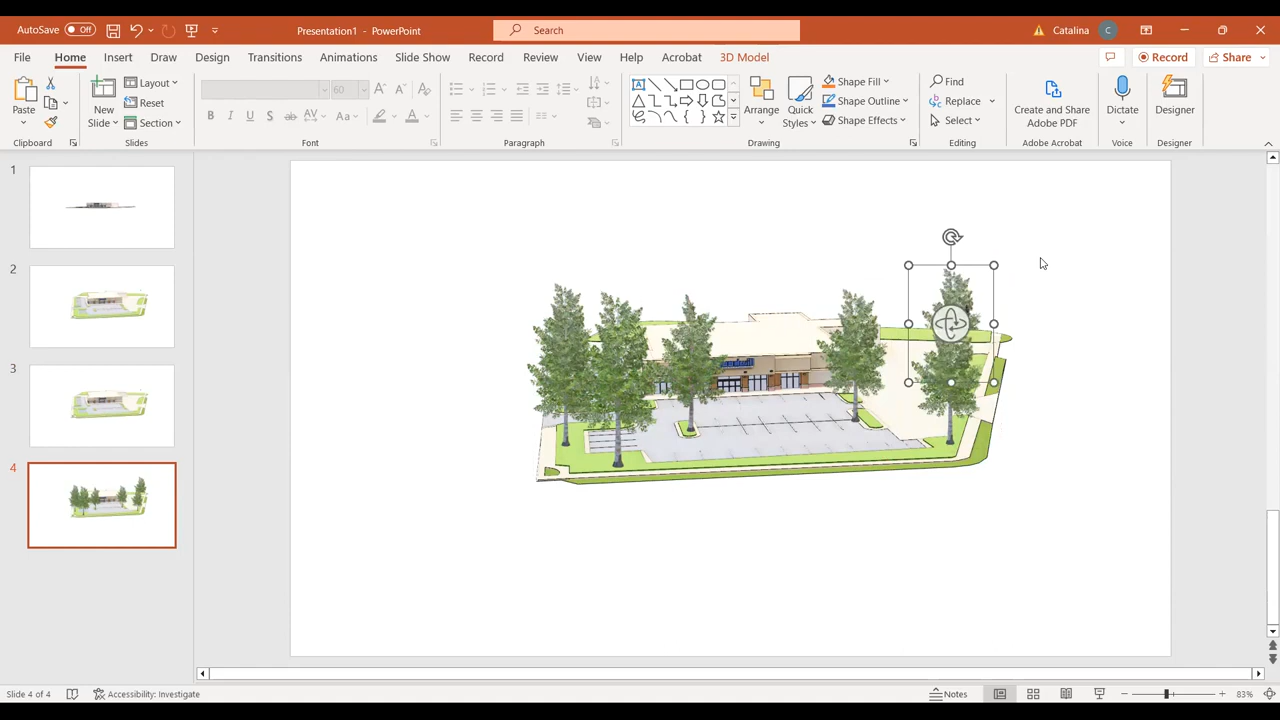 AutoSave Off
Presentation1 - PowerPoint
Search
Catalina C
File Home Insert Draw Design Transitions Animations Slide Show Record Review View Help Acrobat 3D Model Record Share
Paste
Clipboard
New
Slide
Layout
Reset
Section
Slides
60
Font
Paragraph
Arrange
Quick
Styles
Shape Fill
Shape Outline
Shape Effects
Drawing
Find
Replace
Select
Editing
Create and Share
Adobe PDF
Adobe Acrobat
Dictate
Voice
Designer
Designer
1
2
3
4
Slide 4 of 4
Accessibility: Investigate
Notes
83%